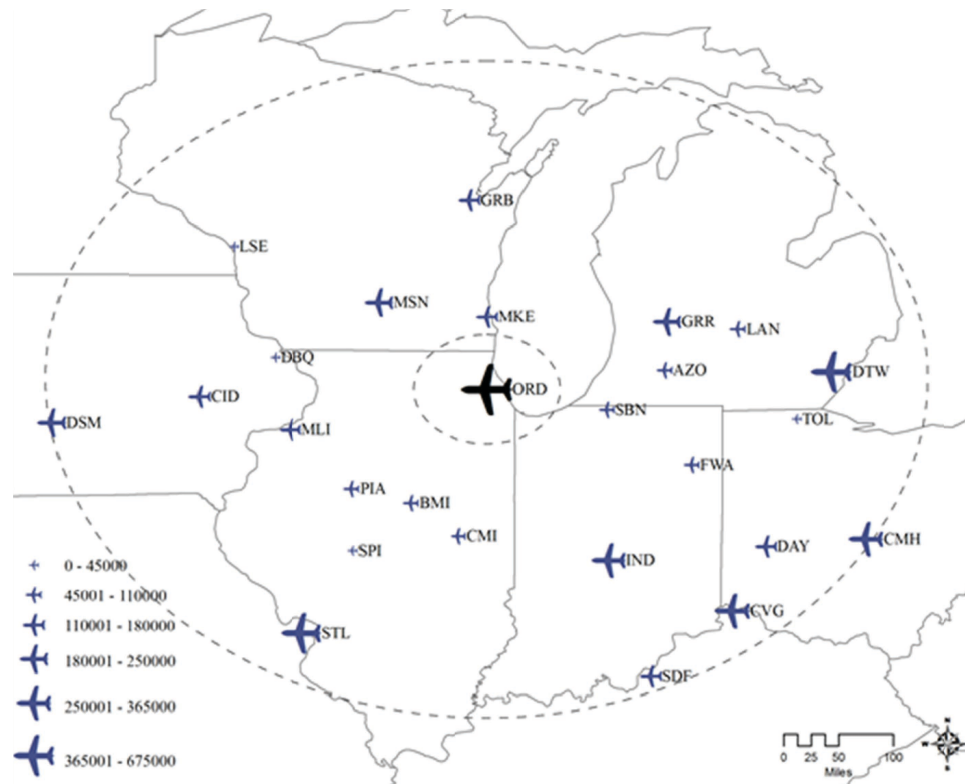 GRB
LSE
MSN
MKE
GRR
LAN
DBQ
ORD
AZO
DTW
CID
DSM
MLI
SBN
TOL
FWA
PIA
BMI
CMI
SPI
IND
DAY
CMH
STL
CVG
SDF
0 - 45000
45001 - 110000
110001 - 180000
180001 - 250000
250001 - 365000
365001 - 675000
0 25 50 100
Miles
N
W E
S